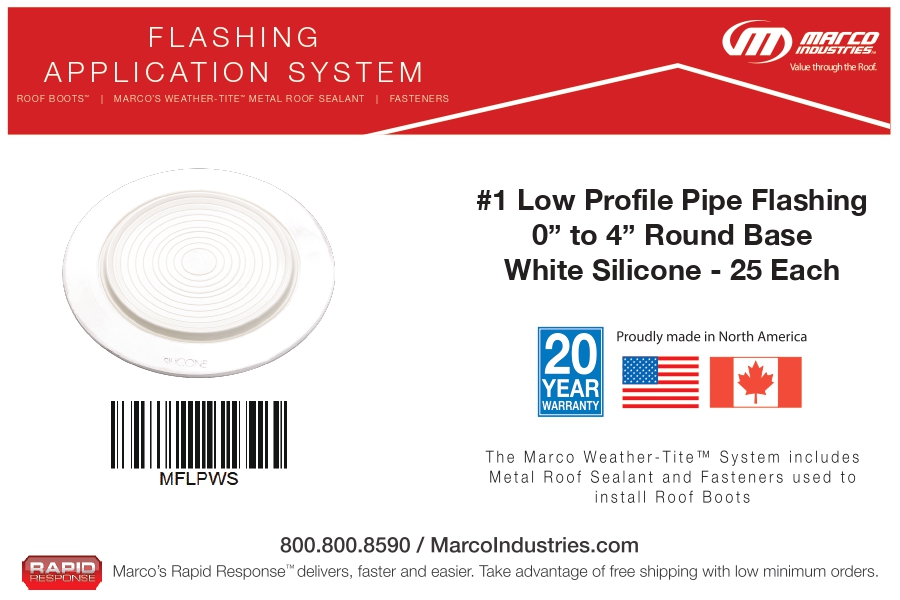 FLASHING
APPLICATION SYSTEM
ROOF BOOTS™ | MARCO'S WEATHER-TITE™ METAL ROOF SEALANT | FASTENERS
MARCO
INDUSTRIES™
Value through the Roof.
#1 Low Profile Pipe Flashing
0” to 4” Round Base
White Silicone - 25 Each
SILICONE
20
YEAR
WARRANTY
Proudly made in North America
MFLPWS
The Marco Weather-Tite™ System includes
Metal Roof Sealant and Fasteners used to
install Roof Boots
800.800.8590 / MarcoIndustries.com
RAPID
RESPONSE
Marco's Rapid Response™ delivers, faster and easier. Take advantage of free shipping with low minimum orders.